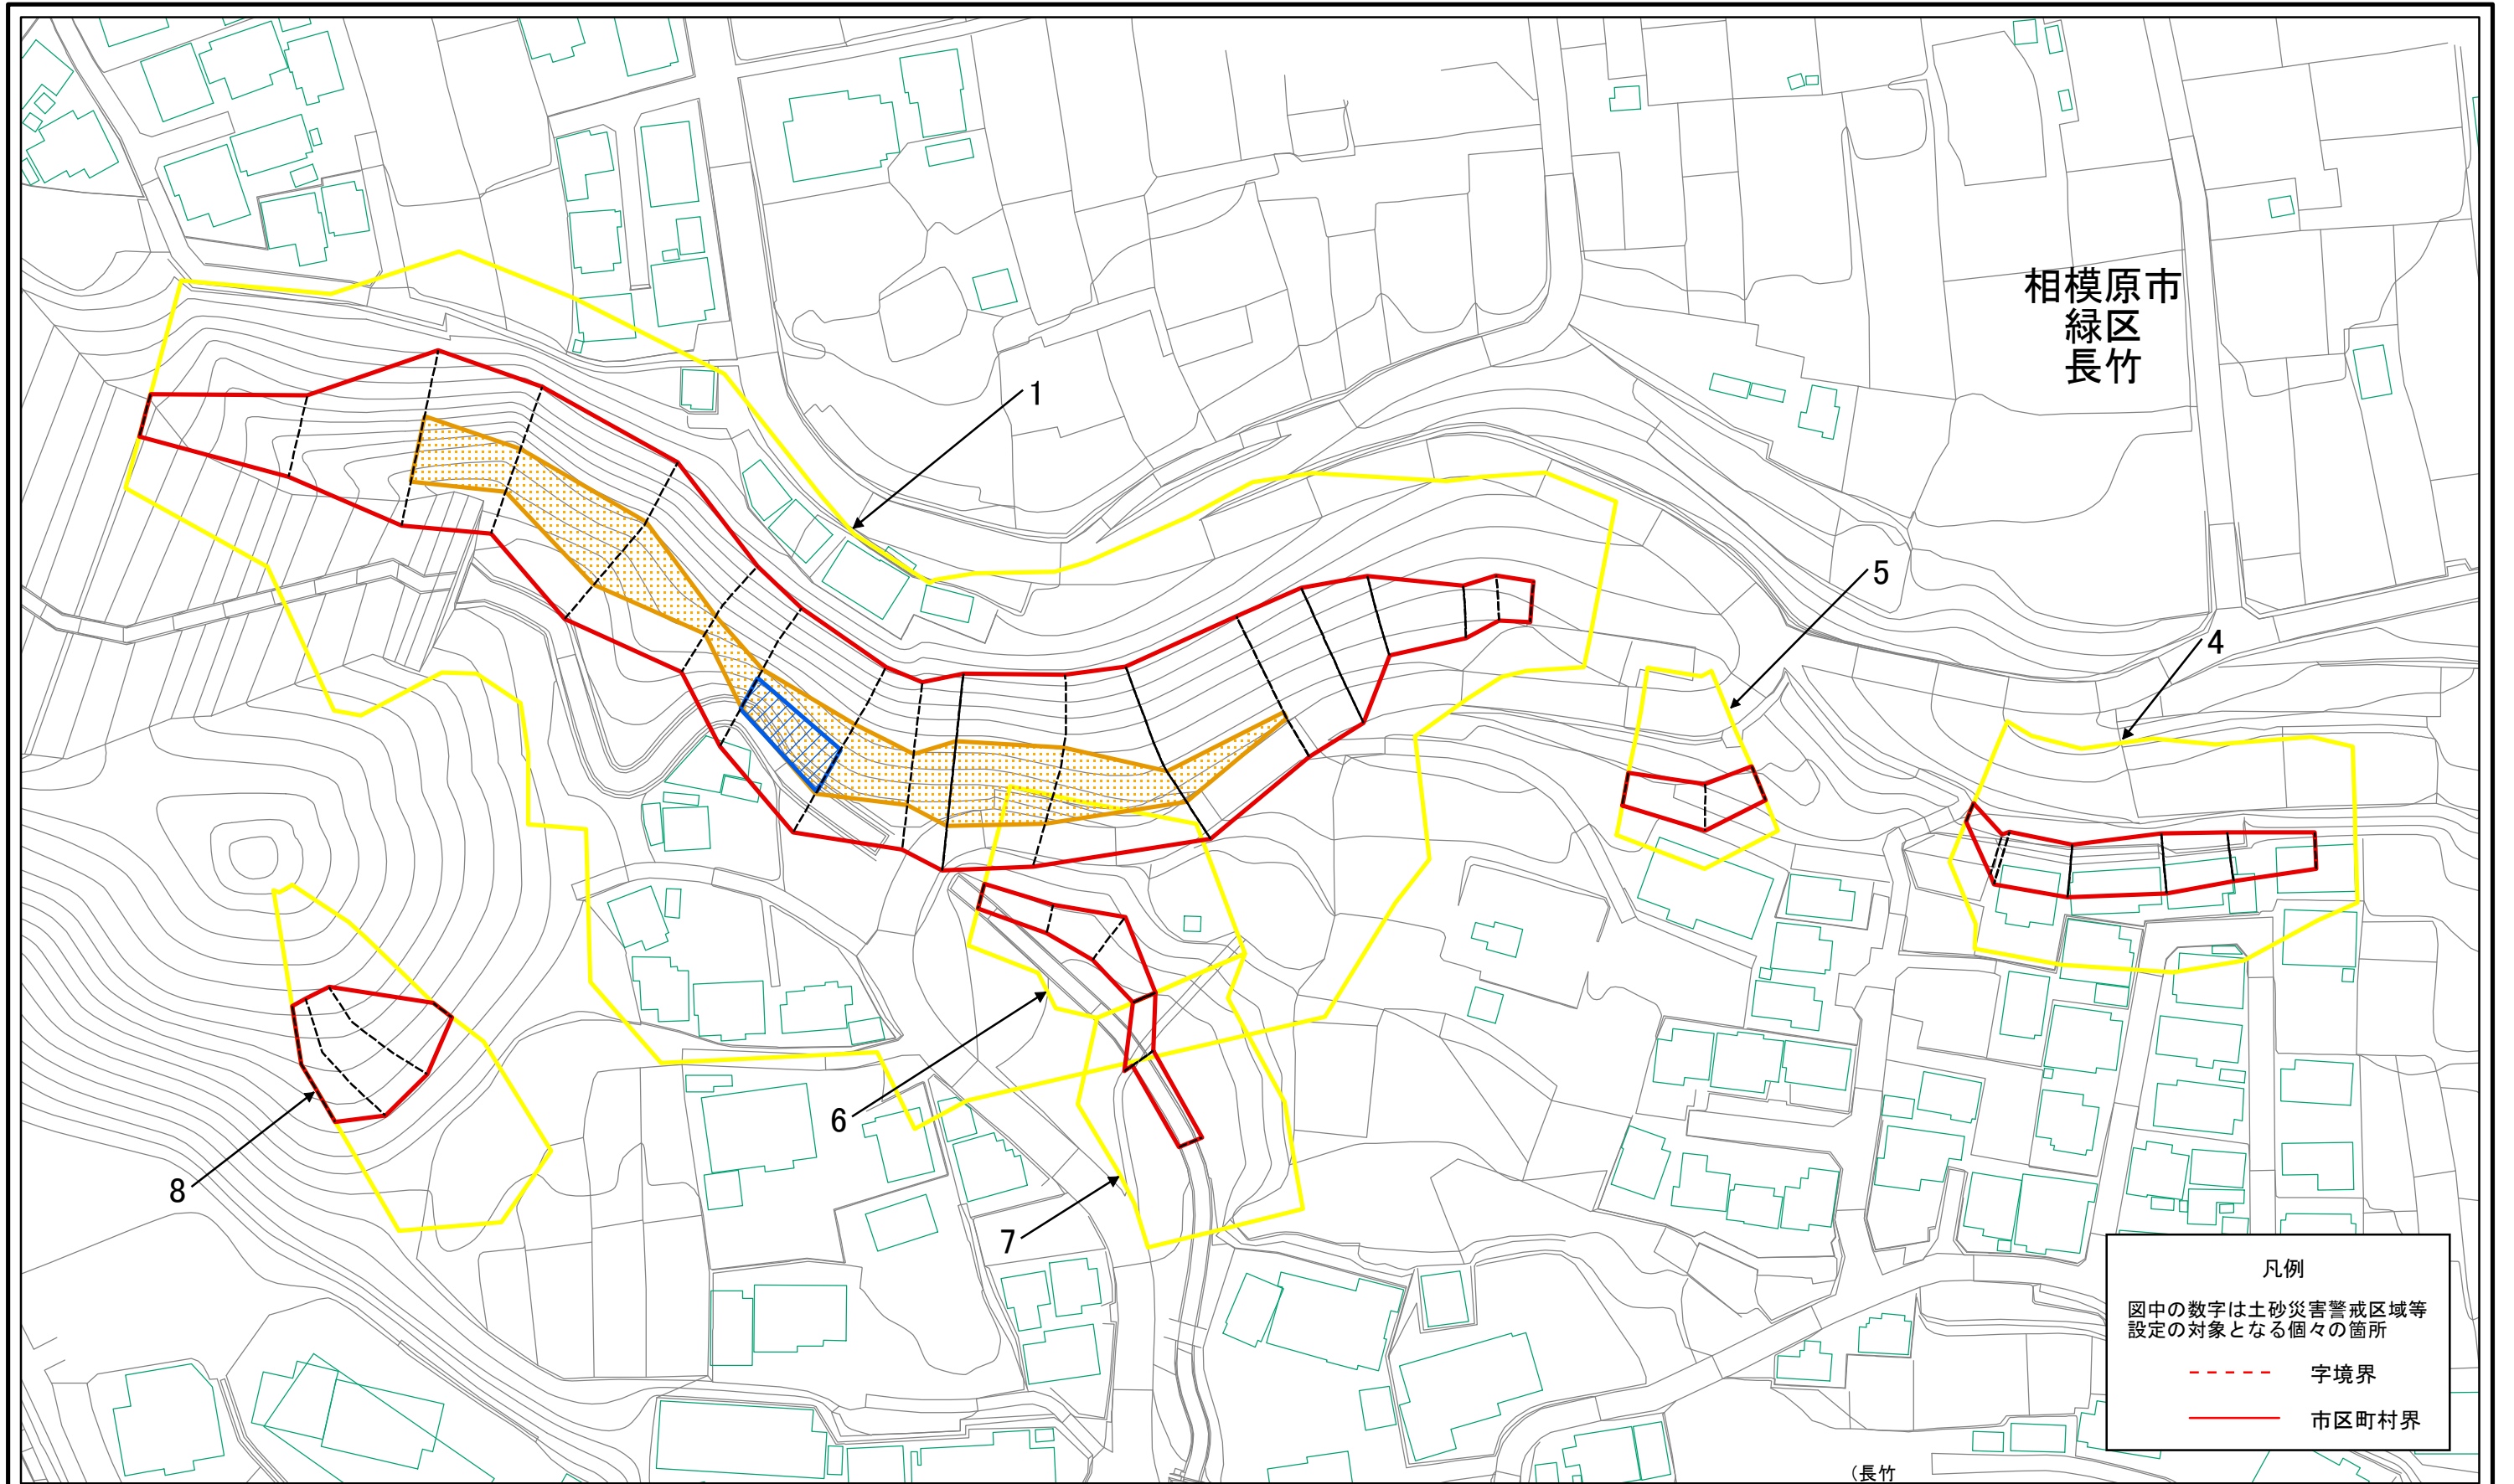 相模原市
緑区
長竹
1
5
4
6
8
7
凡例
図中の数字は土砂災害警戒区域等
設定の対象となる個々の箇所
字境界
市区町村界
(長竹